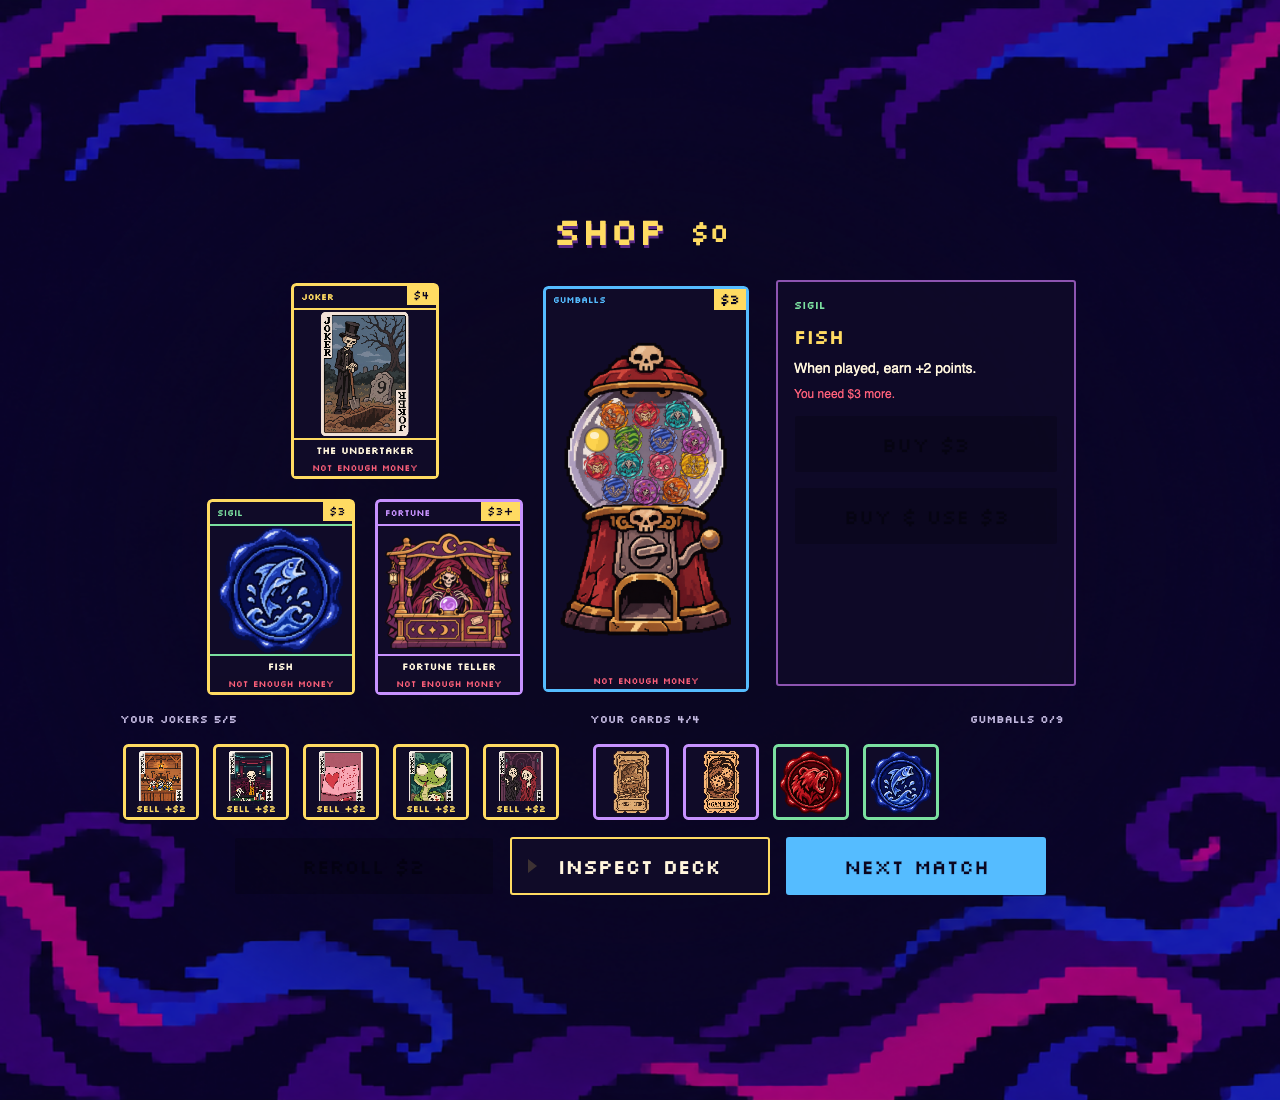 SHOP $0
JOKER $4
JOKER
9
JOKER
THE UNDERTAKER
NOT ENOUGH MONEY
SIGIL $3
FISH
NOT ENOUGH MONEY
FORTUNE $3+
FORTUNE TELLER
NOT ENOUGH MONEY
GUMBALLS $3
NOT ENOUGH MONEY
SIGIL
FISH
When played, earn +2 points.
You need $3 more.
BUY $3
BUY & USE $3
YOUR JOKERS 5/5
SELL +$2
SELL +$2
SELL +$2
SELL +$2
SELL +$2
YOUR CARDS 4/4
GUMBALLS 0/9
REROLL $2
INSPECT DECK
NEXT MATCH